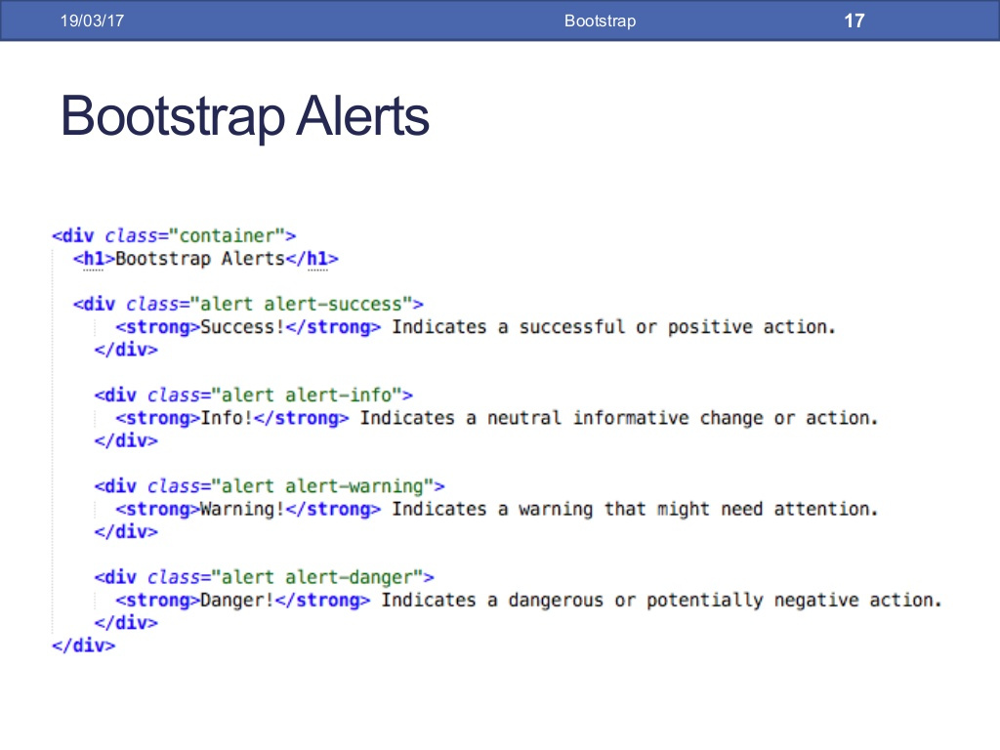 19/03/17 Bootstrap 17
Bootstrap Alerts
<div class="container">
<h1>Bootstrap Alerts</h1>
<div class="alert alert-success">
<strong>Success!</strong> Indicates a successful or positive action.
</div>
<div class="alert alert-info">
<strong>Info!</strong> Indicates a neutral informative change or action.
</div>
<div class="alert alert-warning">
<strong>Warning!</strong> Indicates a warning that might need attention.
</div>
<div class="alert alert-danger">
<strong>Danger!</strong> Indicates a dangerous or potentially negative action.
</div>
</div>